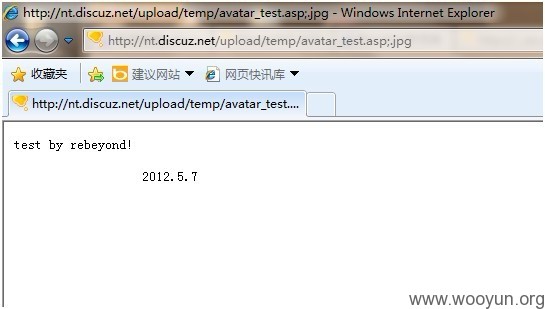 http://nt.discuz.net/upload/temp/avatar_test.asp;.jpg - Windows Internet Explorer
http://nt.discuz.net/upload/temp/avatar_test.asp;.jpg
收藏夹 建议网站 网页快讯库
http://nt.discuz.net/upload/temp/avatar_test....
test by rebeyond!
2012.5.7
www.wooyun.org